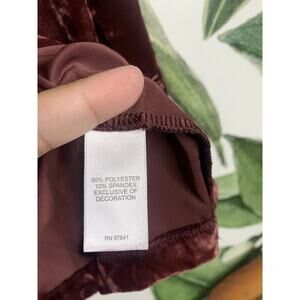 90% POLYESTER
10% SPANDEX
EXCLUSIVE OF
DECORATION
RN 97641